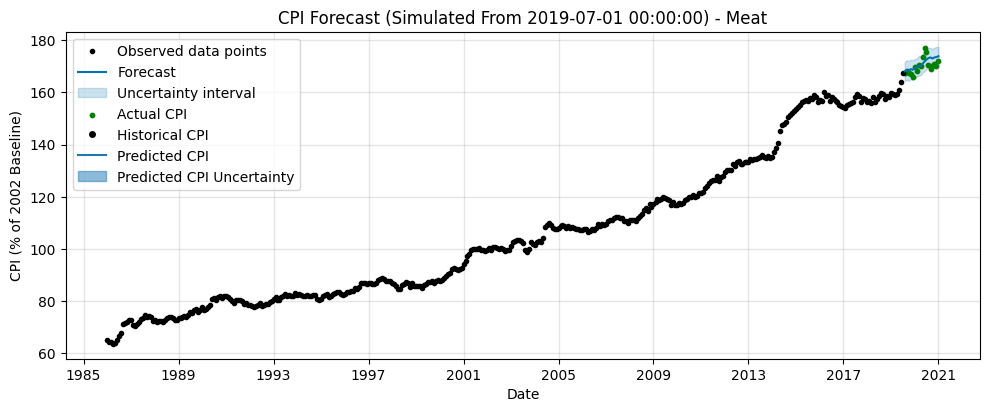 CPI Forecast (Simulated From 2019-07-01 00:00:00) - Meat
180
160
140
120
100
80
60
CPI (% of 2002 Baseline)
Observed data points
Forecast
Uncertainty interval
Actual CPI
Historical CPI
Predicted CPI
Predicted CPI Uncertainty
1985 1989 1993 1997 2001 2005 2009 2013 2017 2021
Date